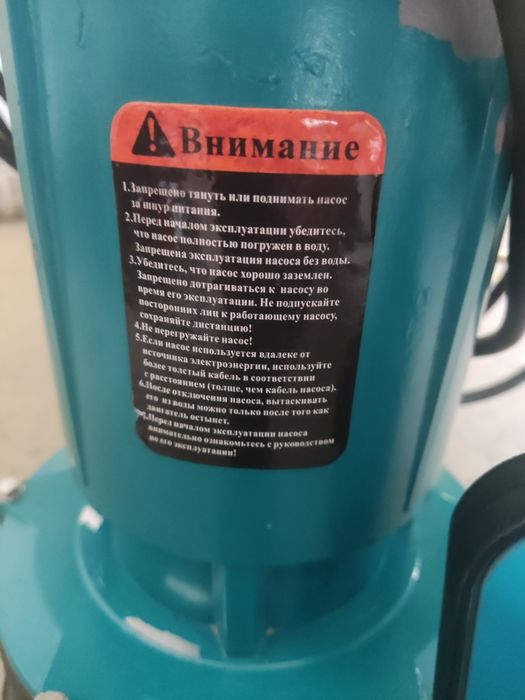 Внимание
1.Запрещено тянуть или поднимать насос
за шнур питания.
2.Перед началом эксплуатации убедитесь,
что насос полностью погружен в воду.
Запрещена эксплуатация насоса без воды.
3.Убедитесь, что насос хорошо заземлен.
Запрещено дотрагиваться к насосу во
время его эксплуатации. Не подпускайте
посторонних лиц к работающему насосу,
сохраняйте дистанцию!
4.Не перегружайте насос!
5.Если насос используется вдалеке от
источника электроэнергии, используйте
более толстый кабель в соответствии
с расстоянием (толще, чем кабель насоса).
6.После отключения насоса, вытаскивать
его из воды можно только после того как
двигатель остынет.
7.Перед началом эксплуатации насоса
внимательно ознакомьтесь с руководством
по его эксплуатации!